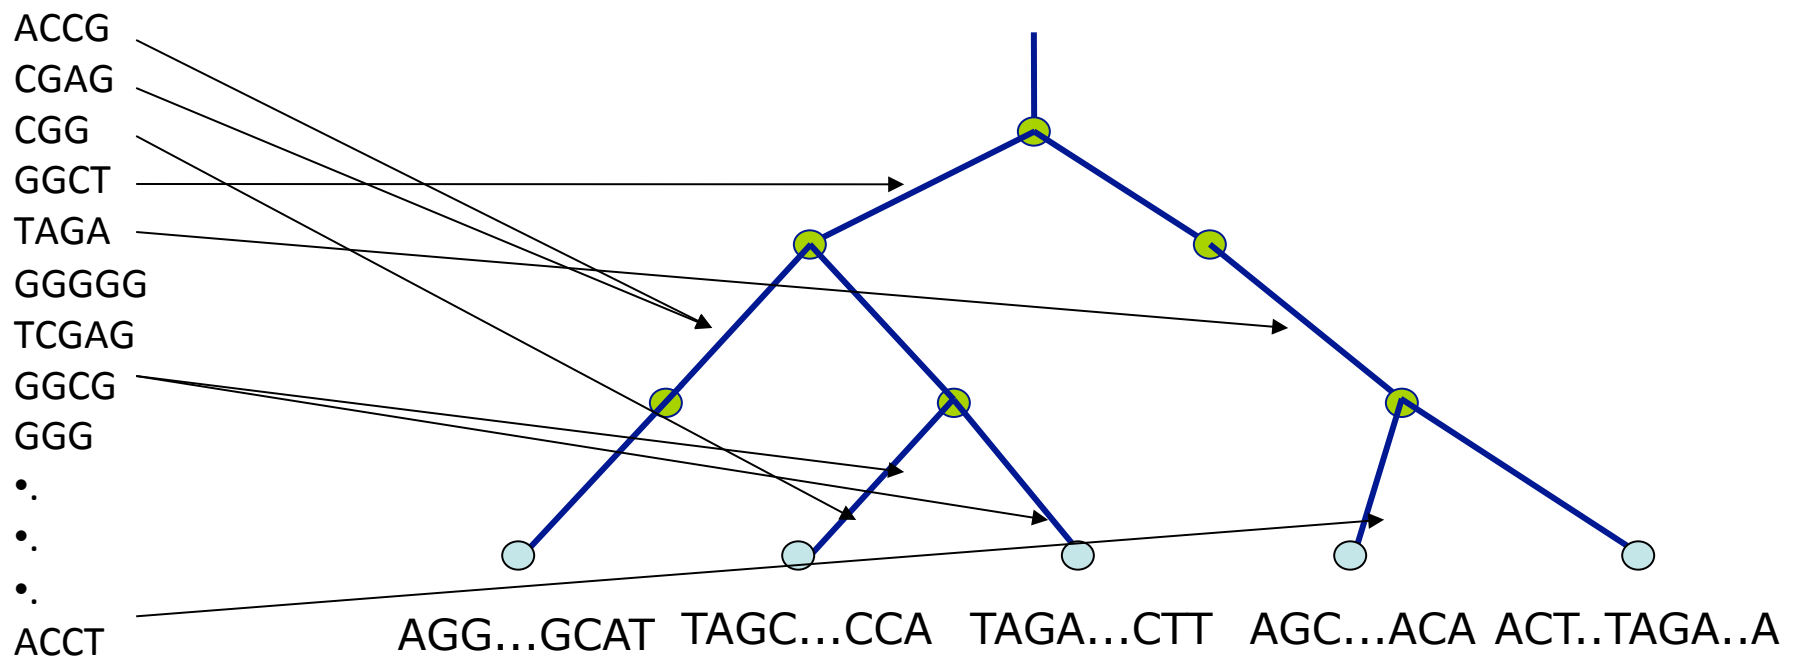 ACCG
CGAG
CGG
GGCT
TAGA
GGGGG
TCGAG
GGCG
GGG
•.
•.
•.
ACCT
AGG...GCAT TAGC...CCA TAGA...CTT AGC...ACA ACT..TAGA..A